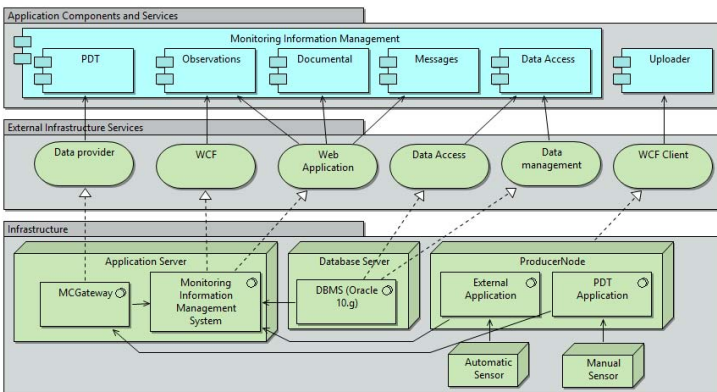 Application Components and Services
Monitoring Information Management
PDT
Observations
Documental
Messages
Data Access
Uploader
External Infrastructure Services
Data provider
WCF
Web
Application
Data Access
Data
management
WCF Client
Infrastructure
Application Server
Database Server
ProducerNode
MCGateway
Monitoring
Information
Management
System
DBMS (Oracle
10.g)
External
Application
PDT
Application
Automatic
Sensor
Manual
Sensor